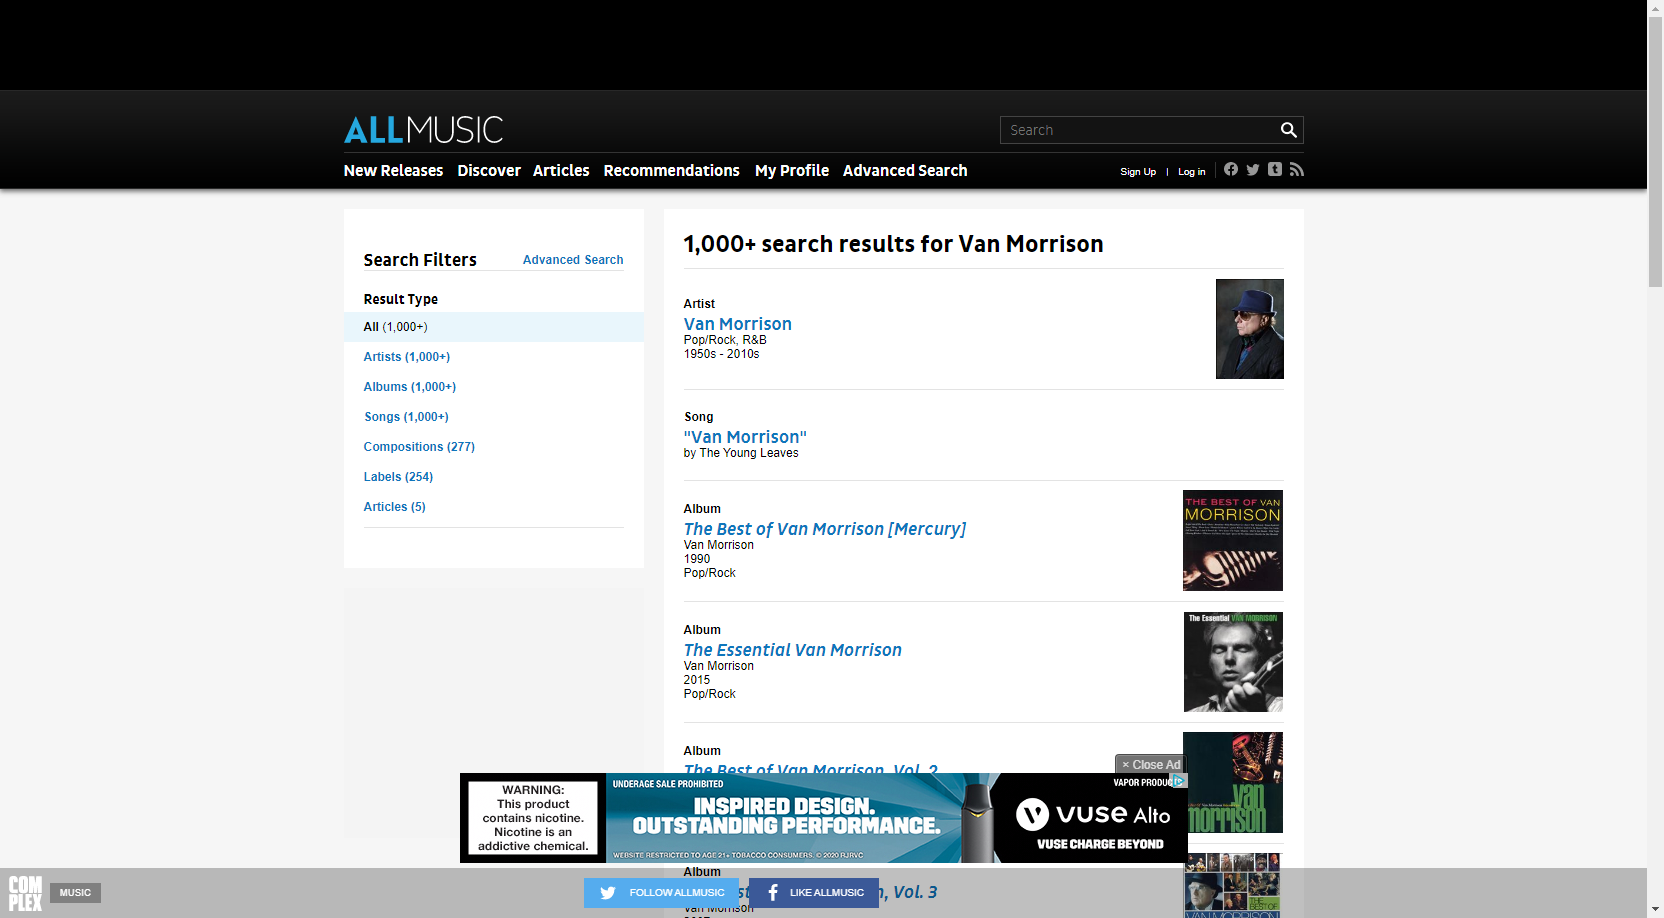 ALLMUSIC
Search
New Releases Discover Articles Recommendations My Profile Advanced Search
Sign Up | Log in
Search Filters
Advanced Search
Result Type
All (1,000+)
Artists (1,000+)
Albums (1,000+)
Songs (1,000+)
Compositions (277)
Labels (254)
Articles (5)
1,000+ search results for Van Morrison
Artist
Van Morrison
Pop/Rock, R&B
1950s - 2010s
Song
"Van Morrison"
by The Young Leaves
Album
The Best of Van Morrison [Mercury]
Van Morrison
1990
Pop/Rock
THE BEST OF VAN
MORRISON
Album
The Essential Van Morrison
Van Morrison
2015
Pop/Rock
The Essential VAN MORRISON
Album
The Best of Van Morrison, Vol. 2
van
morrison
× Close Ad
WARNING:
This product
contains nicotine.
Nicotine is an
addictive chemical.
UNDERAGE SALE PROHIBITED
INSPIRED DESIGN.
OUTSTANDING PERFORMANCE.
WEBSITE RESTRICTED TO AGE 21+ TOBACCO CONSUMERS. © 2020 RJRVC
VAPOR PRODUCT
VUSE Alto
VUSE CHARGE BEYOND
Album
, Vol. 3
Van Morrison
THE BEST OF
VAN MORRISON
COMPLEX
MUSIC
FOLLOW ALLMUSIC
LIKE ALLMUSIC